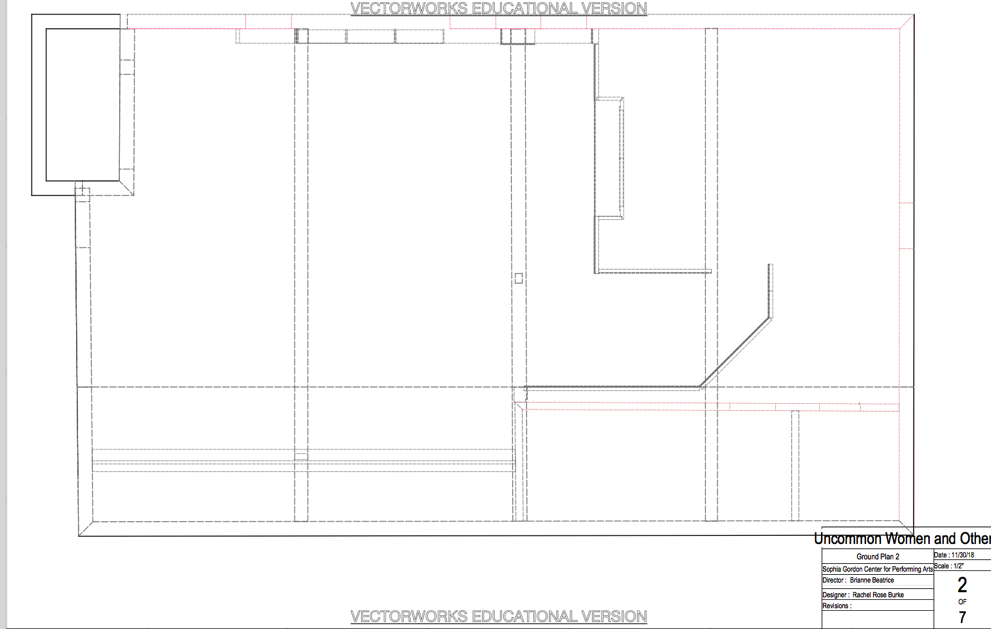 VECTORWORKS EDUCATIONAL VERSION
Uncommon Women and Other
Ground Plan 2
Date : 11/30/18
Sophia Gordon Center for Performing Arts
Scale : 1/2"
Director : Brianne Beatrice
2
Designer : Rachel Rose Burke
OF
Revisions :
7
VECTORWORKS EDUCATIONAL VERSION